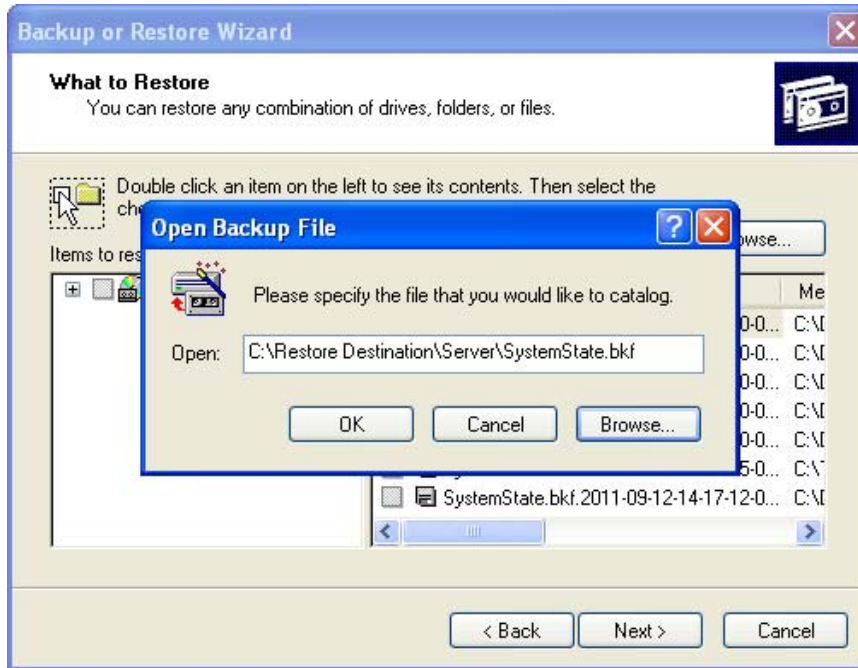 Backup or Restore Wizard
What to Restore
You can restore any combination of drives, folders, or files.
Double click an item on the left to see its contents. Then select the
Open Backup File
Items to res
Me
Please specify the file that you would like to catalog.
Open: C:\Restore Destination\Server\SystemState.bkf
OK Cancel Browse...
SystemState.bkf.2011-09-12-14-17-12-0... C:\D
< Back Next > Cancel